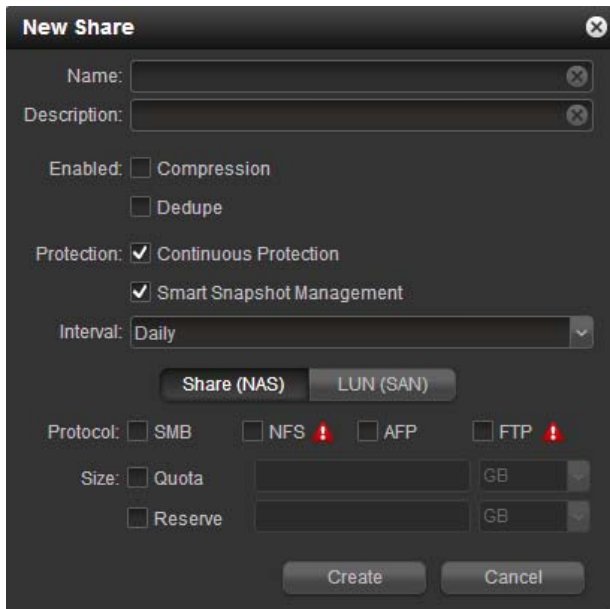 New Share
Name:
Description:
Enabled: Compression
Dedupe
Protection: Continuous Protection
Smart Snapshot Management
Interval: Daily
Share (NAS) LUN (SAN)
Protocol: SMB NFS AFP FTP
Size: Quota GB
Reserve GB
Create Cancel